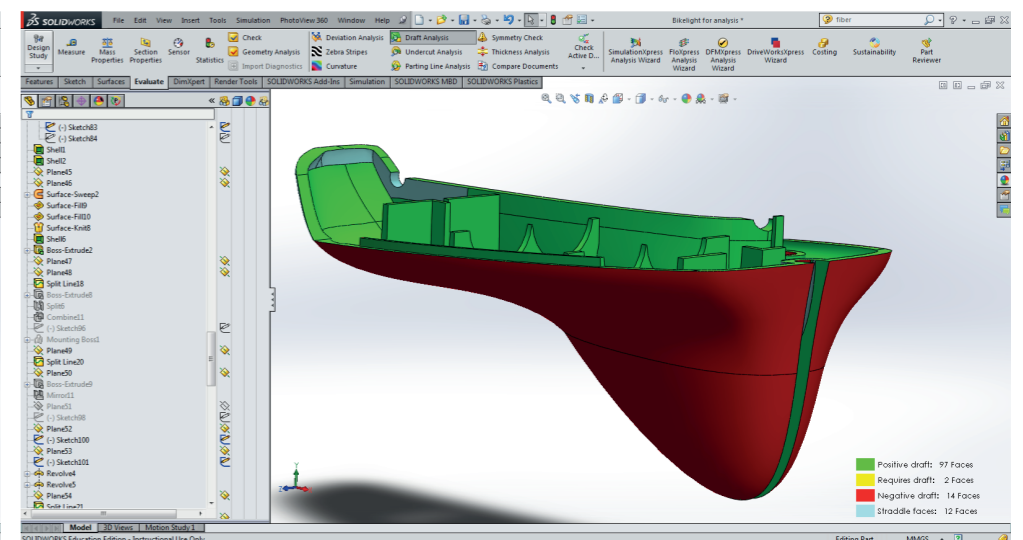 SOLIDWORKS File Edit View Insert Tools Simulation PhotoView 360 Window Help Bikelight for analysis * fiber
Design Study
Measure
Mass Properties
Section Properties
Sensor
Statistics
Check
Geometry Analysis
Import Diagnostics
Deviation Analysis
Zebra Stripes
Curvature
Draft Analysis
Undercut Analysis
Parting Line Analysis
Symmetry Check
Thickness Analysis
Compare Documents
Check Active D...
SimulationXpress Analysis Wizard
FloXpress Analysis Wizard
DFMXpress Analysis Wizard
DriveWorksXpress Wizard
Costing
Sustainability
Part Reviewer
Features Sketch Surfaces Evaluate DimXpert Render Tools SOLIDWORKS Add-Ins Simulation SOLIDWORKS MBD SOLIDWORKS Plastics
(-) Sketch83
(-) Sketch84
Shell1
Shell2
Plane45
Plane46
Surface-Sweep2
Surface-Fill9
Surface-Fill10
Surface-Knit8
Shell6
Boss-Extrude2
Plane47
Plane48
Split Line18
Boss-Extrude8
Split6
Combine11
(-) Sketch96
Mounting Boss1
Plane49
Split Line20
Plane50
Boss-Extrude9
Mirror11
Plane51
(-) Sketch98
Plane52
(-) Sketch100
Plane53
(-) Sketch101
Revolve4
Revolve5
Plane54
Split Line21
Y
Z
Positive draft: 97 Faces
Requires draft: 2 Faces
Negative draft: 14 Faces
Straddle faces: 12 Faces
Model 3D Views Motion Study 1
SOLIDWORKS Education Edition - Instructional Use Only Editing Part MMGS